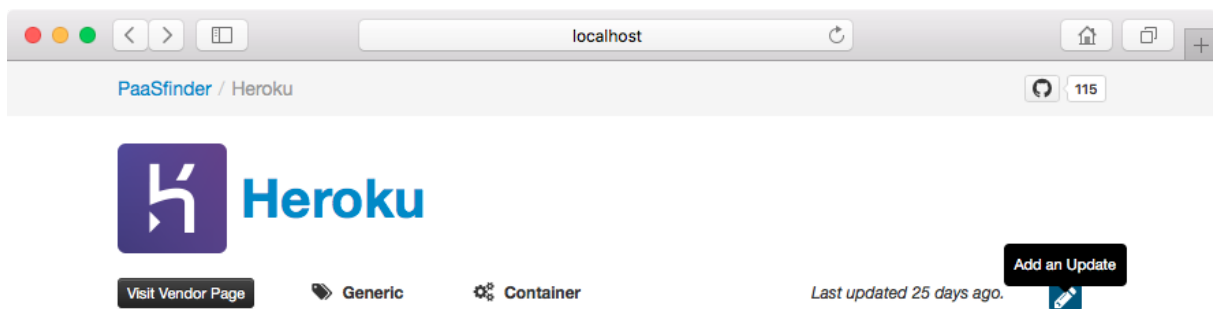 localhost
PaaSfinder / Heroku
115
Heroku
Add an Update
Visit Vendor Page Generic Container Last updated 25 days ago.